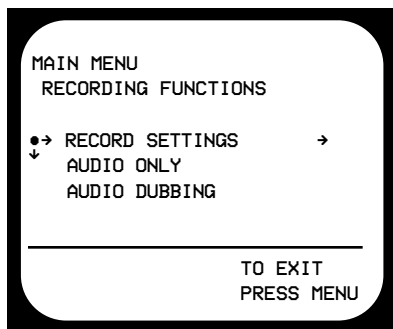 MAIN MENU
RECORDING FUNCTIONS
●→ RECORD SETTINGS →
↓ AUDIO ONLY
AUDIO DUBBING
TO EXIT
PRESS MENU